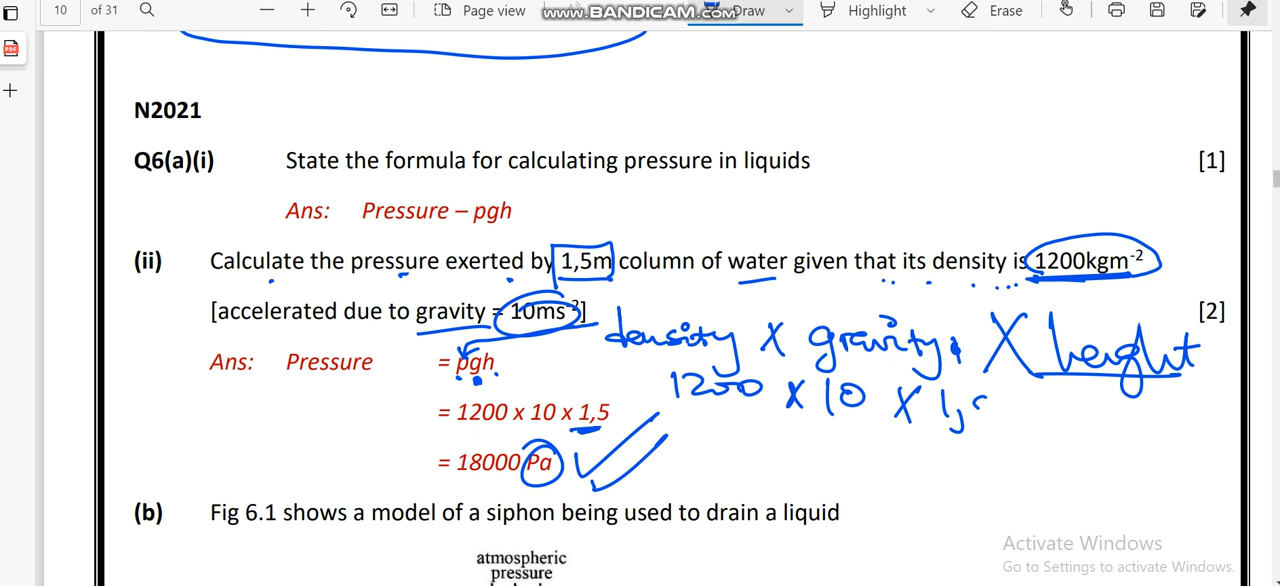 10 of 31 Page view WWW.BANDICAM.COM Draw Highlight Erase
PDF
N2021
Q6(a)(i) State the formula for calculating pressure in liquids [1]
Ans: Pressure – pgh
(ii) Calculate the pressure exerted by 1,5m column of water given that its density is 1200kgm⁻²
[accelerated due to gravity = 10ms⁻²] [2]
density X gravity X height
Ans: Pressure = pgh
1200 X 10 X 1,5
= 1200 x 10 x 1,5
= 18000 Pa
(b) Fig 6.1 shows a model of a siphon being used to drain a liquid
atmospheric
pressure
Activate Windows
Go to Settings to activate Windows.